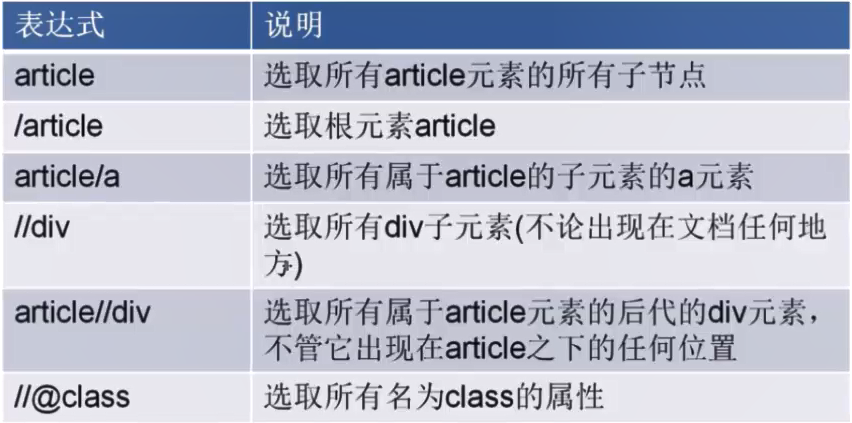 表达式 说明
article 选取所有article元素的所有子节点
/article 选取根元素article
article/a 选取所有属于article的子元素的a元素
//div 选取所有div子元素(不论出现在文档任何地
方)
article//div 选取所有属于article元素的后代的div元素，
不管它出现在article之下的任何位置
//@class 选取所有名为class的属性